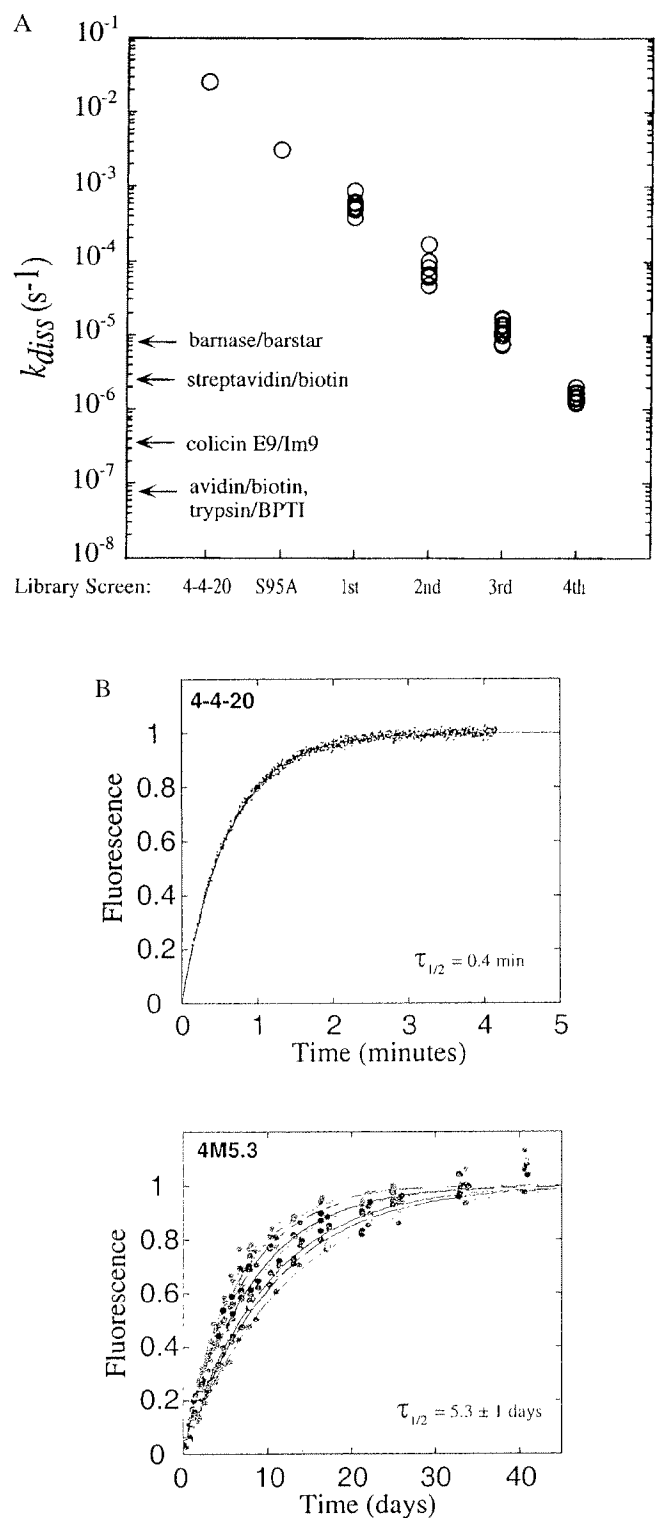 A
10^-1
10^-2
10^-3
10^-4
10^-5
10^-6
10^-7
10^-8
k_diss (s^-1)
barnase/barstar
streptavidin/biotin
colicin E9/Im9
avidin/biotin,
trypsin/BPTI
Library Screen: 4-4-20 S95A 1st 2nd 3rd 4th
B
4-4-20
1
0.8
0.6
0.4
0.2
0
Fluorescence
τ_1/2 = 0.4 min
0 1 2 3 4 5
Time (minutes)
4M5.3
1
0.8
0.6
0.4
0.2
0
Fluorescence
τ_1/2 = 5.3 ± 1 days
0 10 20 30 40
Time (days)